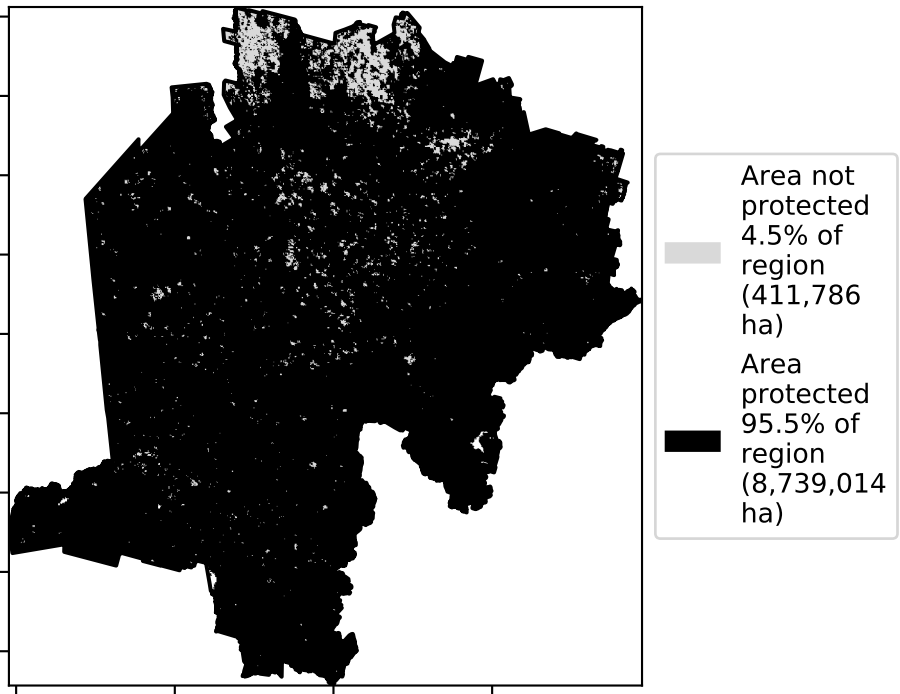 Area not
protected
4.5% of
region
(411,786
ha)
Area
protected
95.5% of
region
(8,739,014
ha)